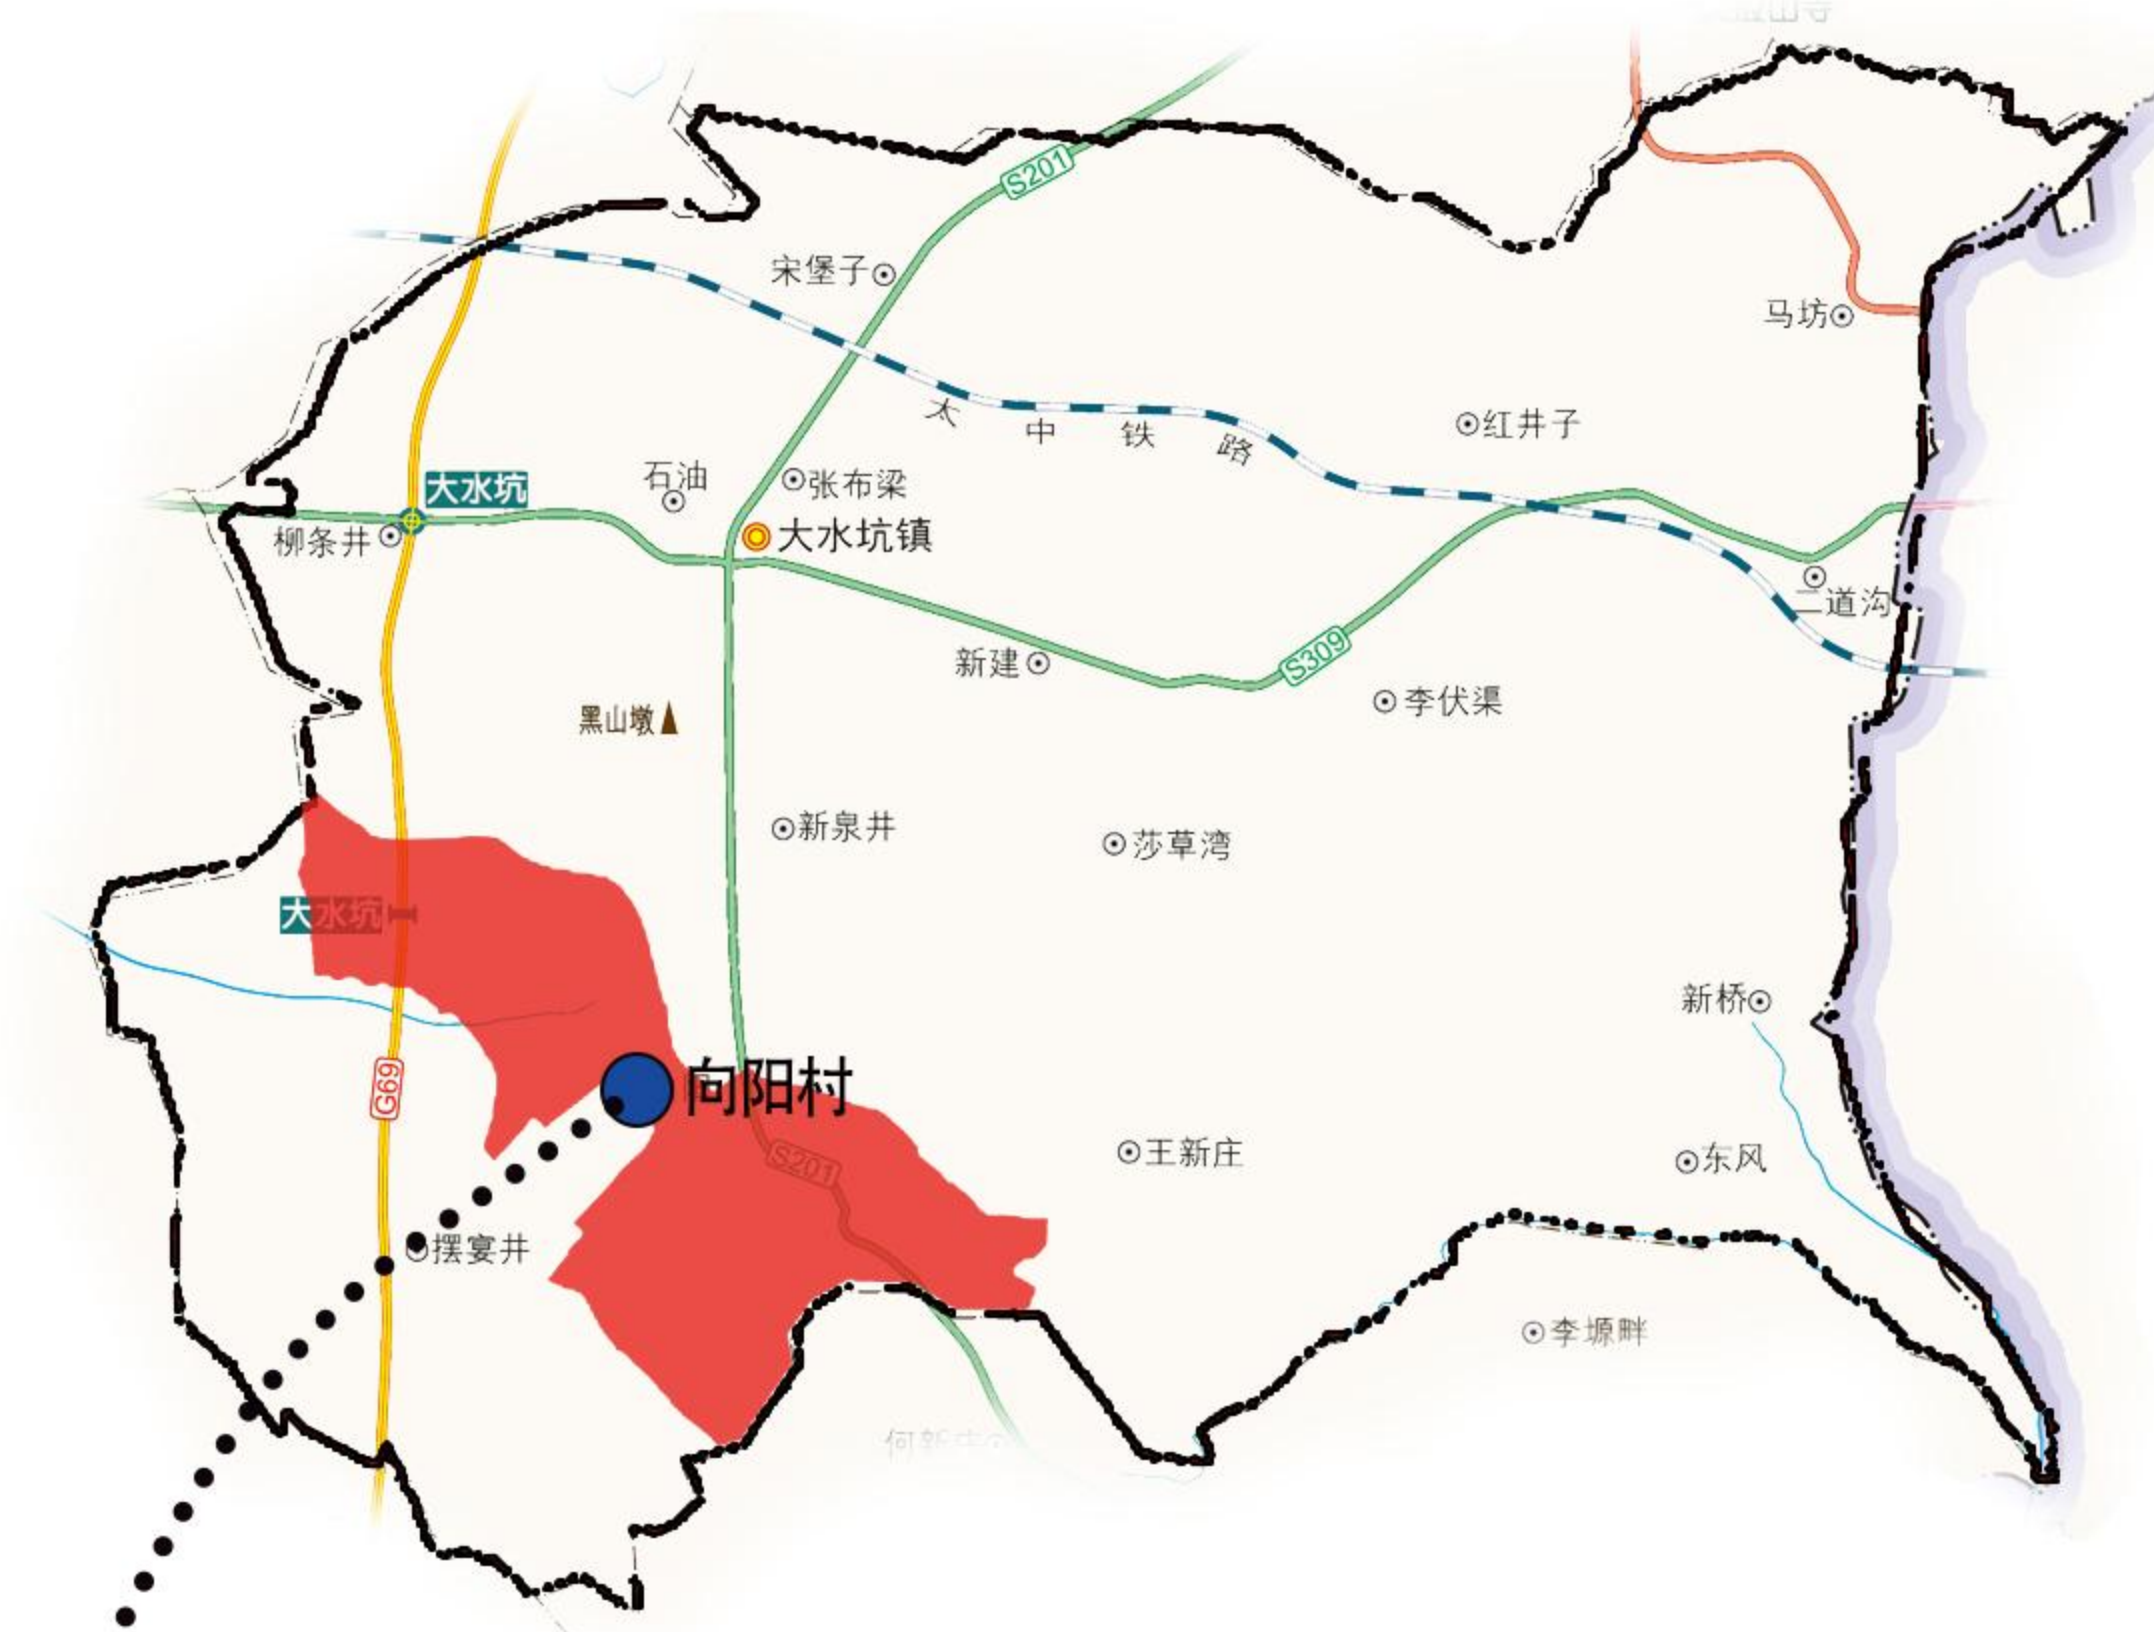 S201
宋堡子
马坊
太中铁路
红井子
石油
张布梁
大水坑
大水坑镇
柳条井
二道沟
新建
S309
李伏渠
黑山墩
新泉井
莎草湾
大水坑
新桥
G69
向阳村
王新庄
S201
东风
摆宴井
李塬畔